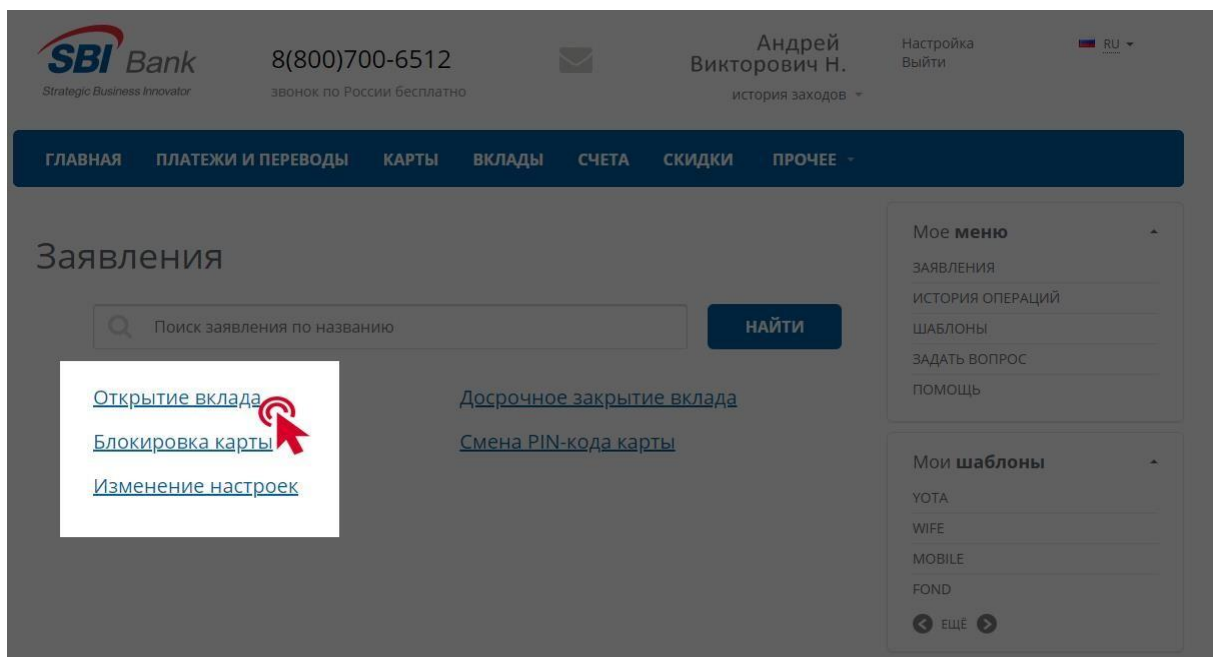 SBI Bank
Strategic Business Innovator
8(800)700-6512
звонок по России бесплатно
Андрей
Викторович Н.
история заходов
Настройка
Выйти
RU
ГЛАВНАЯ ПЛАТЕЖИ И ПЕРЕВОДЫ КАРТЫ ВКЛАДЫ СЧЕТА СКИДКИ ПРОЧЕЕ
Заявления
Поиск заявления по названию
НАЙТИ
Открытие вклада
Досрочное закрытие вклада
Блокировка карты
Смена PIN-кода карты
Изменение настроек
Мое меню
ЗАЯВЛЕНИЯ
ИСТОРИЯ ОПЕРАЦИЙ
ШАБЛОНЫ
ЗАДАТЬ ВОПРОС
ПОМОЩЬ
Мои шаблоны
YOTA
WIFE
MOBILE
FOND
ЕЩЁ